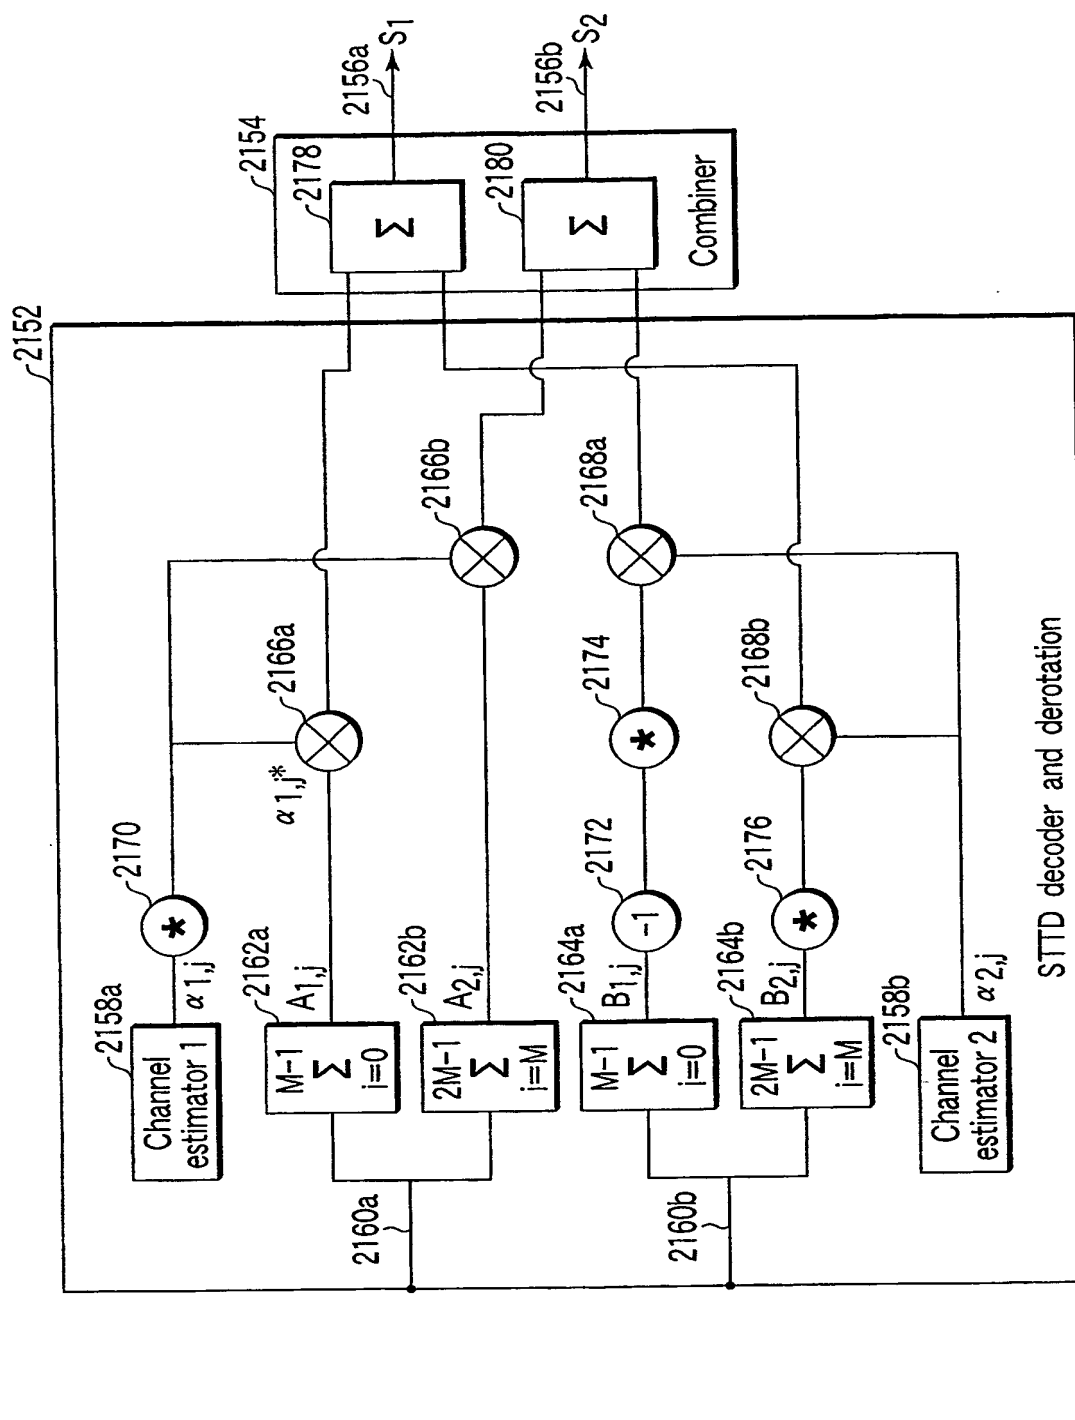 2152
2154
2158a
Channel
estimator 1
α1,j
2170
*
2178
Σ
2156a
S1
2162a
M-1
Σ
i=0
A1,j
α1,j*
2166a
2160a
2162b
2M-1
Σ
i=M
A2,j
2166b
2180
Σ
2156b
S2
Combiner
2164a
M-1
Σ
i=0
B1,j
2172
-1
2174
*
2168a
2160b
2164b
2M-1
Σ
i=M
B2,j
2176
*
2168b
2158b
Channel
estimator 2
α2,j
STTD decoder and derotation